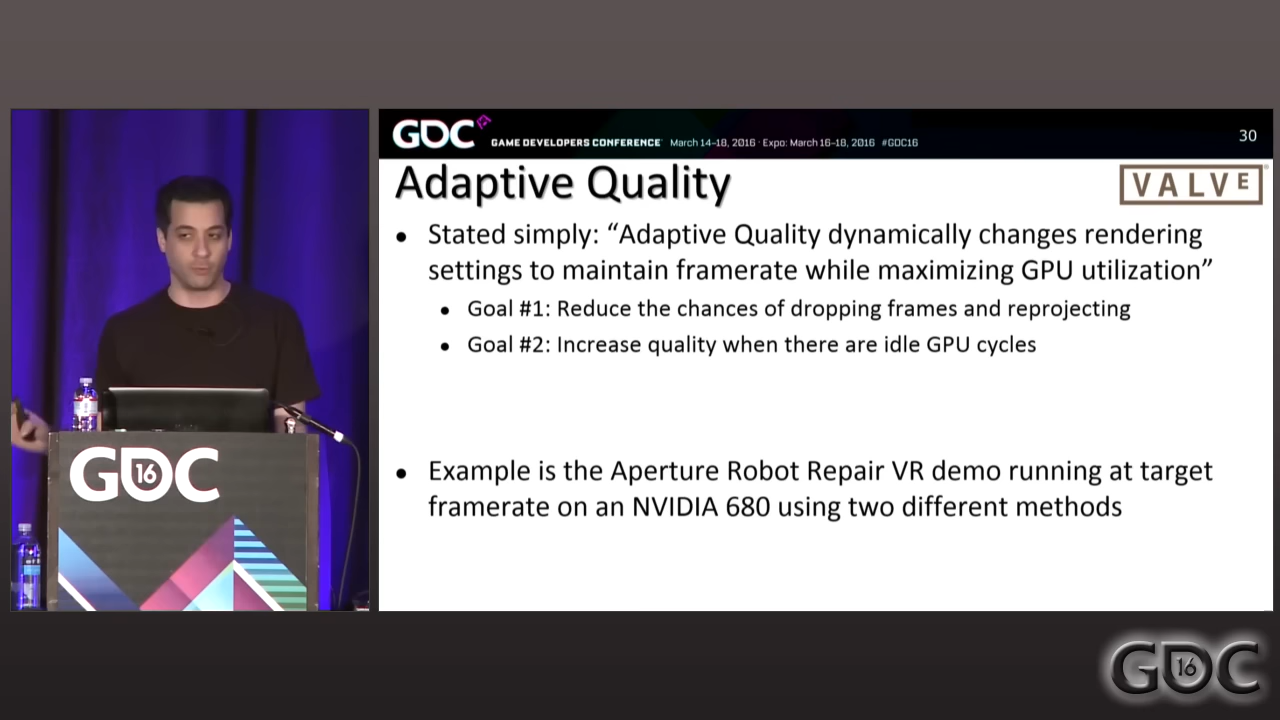 GDC
GAME DEVELOPERS CONFERENCE March 14-18, 2016 · Expo: March 16-18, 2016 #GDC16
30
Adaptive Quality
VALVE
• Stated simply: “Adaptive Quality dynamically changes rendering
settings to maintain framerate while maximizing GPU utilization”
• Goal #1: Reduce the chances of dropping frames and reprojecting
• Goal #2: Increase quality when there are idle GPU cycles
• Example is the Aperture Robot Repair VR demo running at target
framerate on an NVIDIA 680 using two different methods
GDC 16
GDC 16